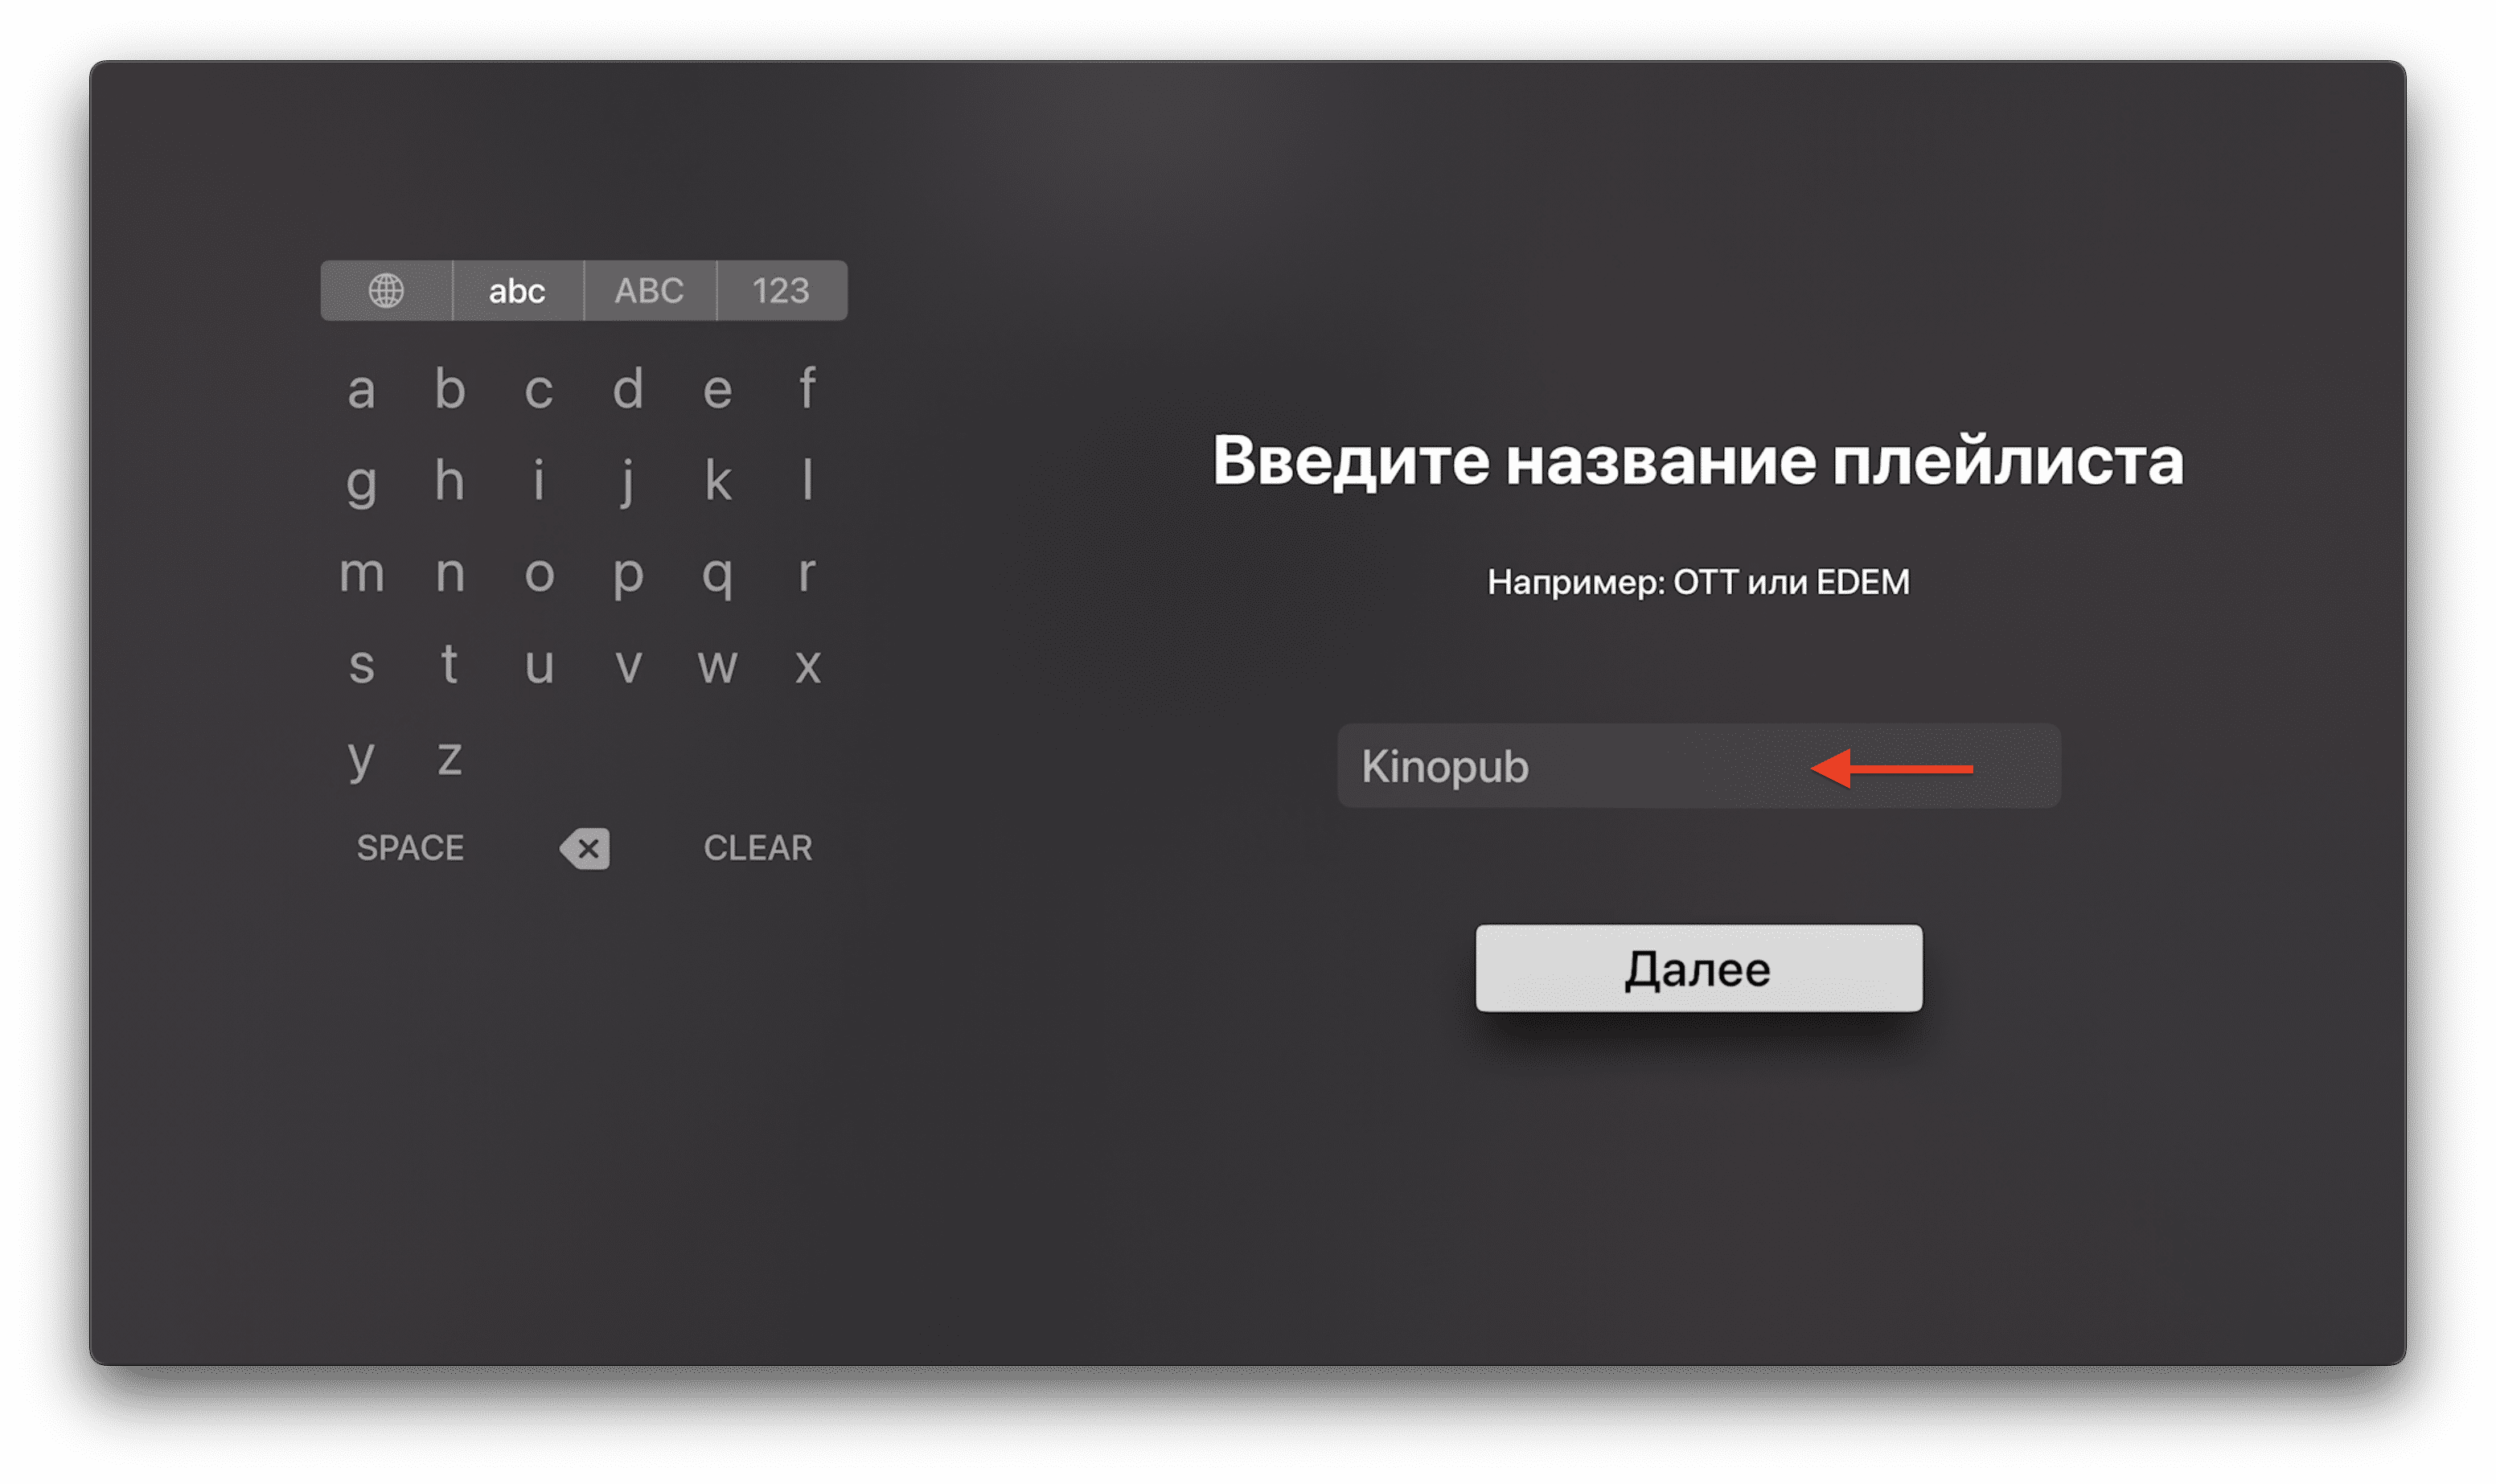 abc ABC 123
a b c d e f
g h i j k l
m n o p q r
s t u v w x
y z
SPACE CLEAR
Введите название плейлиста
Например: OTT или EDEM
Kinopub
Далее